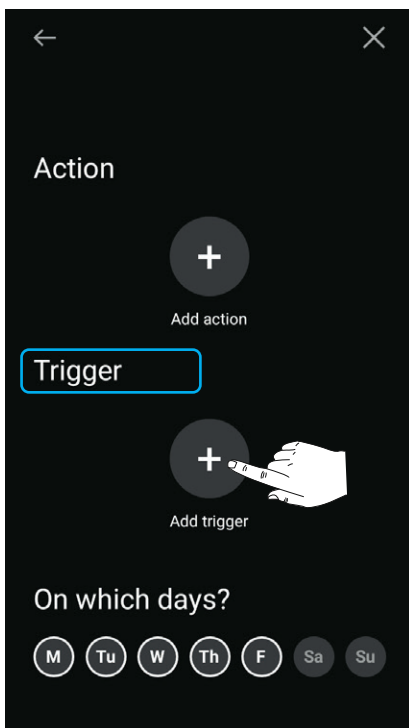 Action
Add action
Trigger
Add trigger
On which days?
M Tu W Th F Sa Su